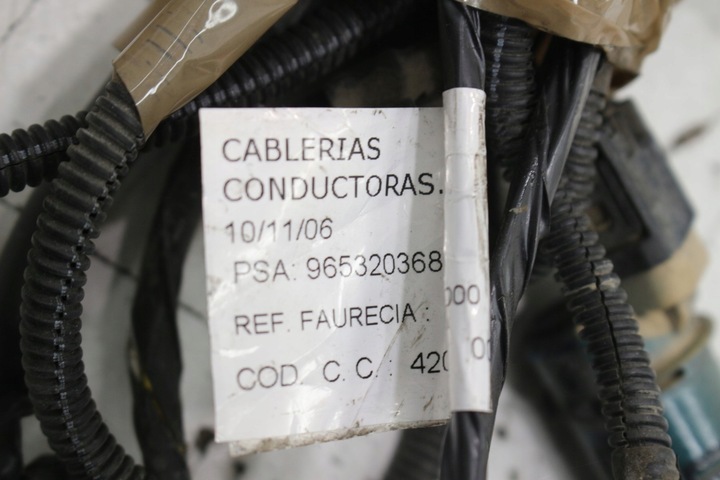 CABLERIAS
CONDUCTORAS.
10/11/06
PSA: 965320368
REF. FAURECIA :
COD. C. C. :